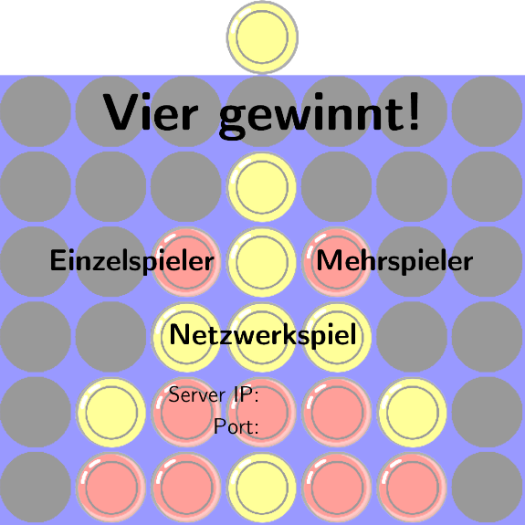 Vier gewinnt!
Einzelspieler
Mehrspieler
Netzwerkspiel
Server IP:
Port: